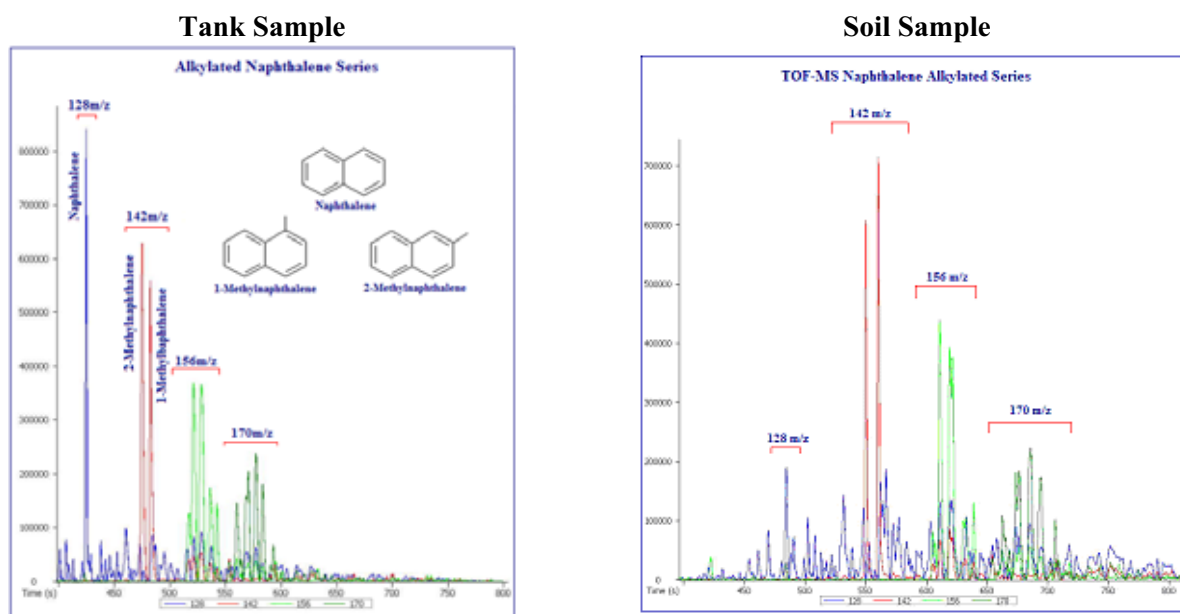 Tank Sample
Alkylated Naphthalene Series
128m/z
Naphthalene
142m/z
2-Methylnaphthalene
1-Methylbaphthalene
156m/z
170m/z
Naphthalene
1-Methylnaphthalene
2-Methylnaphthalene
800000
700000
600000
500000
400000
300000
200000
100000
0
Time (s)
450
500
550
600
650
700
750
800
128
142
156
170
Soil Sample
TOF-MS Naphthalene Alkylated Series
142 m/z
156 m/z
128 m/z
170 m/z
700000
600000
500000
400000
300000
200000
100000
0
Time (s)
450
500
550
600
650
700
750
800
128
142
156
170